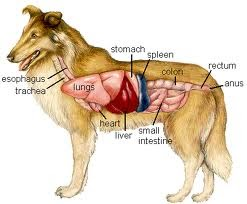 stomach
spleen
colon
rectum
esophagus
trachea
lungs
anus
heart
liver
small
intestine